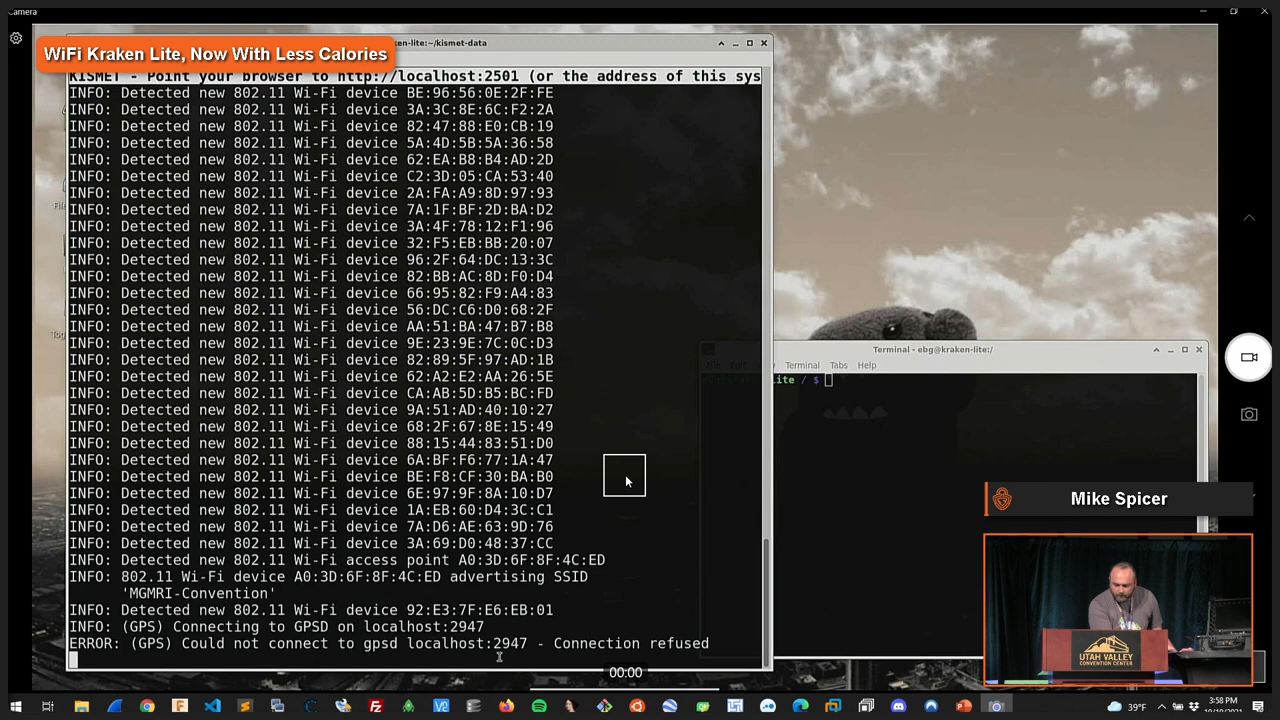 Camera
WiFi Kraken Lite, Now With Less Calories
en-lite:~/kismet-data
KISMET - Point your browser to http://localhost:2501 (or the address of this sys
INFO: Detected new 802.11 Wi-Fi device BE:96:56:0E:2F:FE
INFO: Detected new 802.11 Wi-Fi device 3A:3C:8E:6C:F2:2A
INFO: Detected new 802.11 Wi-Fi device 82:47:88:E0:CB:19
INFO: Detected new 802.11 Wi-Fi device 5A:4D:5B:5A:36:58
INFO: Detected new 802.11 Wi-Fi device 62:EA:B8:B4:AD:2D
INFO: Detected new 802.11 Wi-Fi device C2:3D:05:CA:53:40
INFO: Detected new 802.11 Wi-Fi device 2A:FA:A9:8D:97:93
INFO: Detected new 802.11 Wi-Fi device 7A:1F:BF:2D:BA:D2
INFO: Detected new 802.11 Wi-Fi device 3A:4F:78:12:F1:96
INFO: Detected new 802.11 Wi-Fi device 32:F5:EB:BB:20:07
INFO: Detected new 802.11 Wi-Fi device 96:2F:64:DC:13:3C
INFO: Detected new 802.11 Wi-Fi device 82:BB:AC:8D:F0:D4
INFO: Detected new 802.11 Wi-Fi device 66:95:82:F9:A4:83
INFO: Detected new 802.11 Wi-Fi device 56:DC:C6:D0:68:2F
INFO: Detected new 802.11 Wi-Fi device AA:51:BA:47:B7:B8
INFO: Detected new 802.11 Wi-Fi device 9E:23:9E:7C:0C:D3
INFO: Detected new 802.11 Wi-Fi device 82:89:5F:97:AD:1B
INFO: Detected new 802.11 Wi-Fi device 62:A2:E2:AA:26:5E
INFO: Detected new 802.11 Wi-Fi device CA:AB:5D:B5:BC:FD
INFO: Detected new 802.11 Wi-Fi device 9A:51:AD:40:10:27
INFO: Detected new 802.11 Wi-Fi device 68:2F:67:8E:15:49
INFO: Detected new 802.11 Wi-Fi device 88:15:44:83:51:D0
INFO: Detected new 802.11 Wi-Fi device 6A:BF:F6:77:1A:47
INFO: Detected new 802.11 Wi-Fi device BE:F8:CF:30:BA:B0
INFO: Detected new 802.11 Wi-Fi device 6E:97:9F:8A:10:D7
INFO: Detected new 802.11 Wi-Fi device 1A:EB:60:D4:3C:C1
INFO: Detected new 802.11 Wi-Fi device 7A:D6:AE:63:9D:76
INFO: Detected new 802.11 Wi-Fi device 3A:69:D0:48:37:CC
INFO: Detected new 802.11 Wi-Fi access point A0:3D:6F:8F:4C:ED
INFO: 802.11 Wi-Fi device A0:3D:6F:8F:4C:ED advertising SSID
'MGMRI-Convention'
INFO: Detected new 802.11 Wi-Fi device 92:E3:7F:E6:EB:01
INFO: (GPS) Connecting to GPSD on localhost:2947
ERROR: (GPS) Could not connect to gpsd localhost:2947 - Connection refused
Terminal - ebg@kraken-lite:/
Terminal Tabs Help
lite / $
Mike Spicer
UTAH VALLEY
CONVENTION CENTER
00:00
39°F
3:58 PM